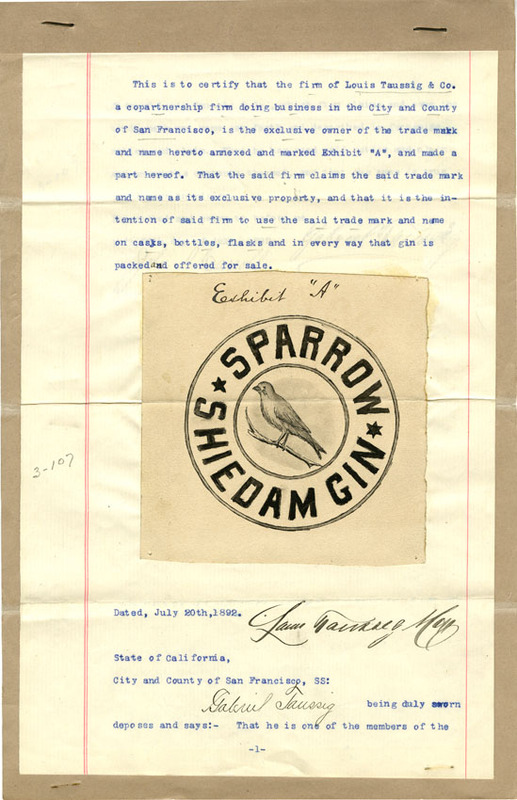 This is to certify that the firm of Louis Taussig & Co.
a copartnership firm doing business in the City and County
of San Francisco, is the exclusive owner of the trade mark
and name hereto annexed and marked Exhibit "A", and made a
part hereof. That the said firm claims the said trade mark
and name as its exclusive property, and that it is the in-
tention of said firm to use the said trade mark and name
on casks, bottles, flasks and in every way that gin is
packed and offered for sale.
Exhibit "A"
SPARROW
SHIEDAM GIN
3-107
Dated, July 20th, 1892.
Louis Taussig
State of California,
City and County of San Francisco, SS:
Gabriel Taussig being duly sworn
deposes and says:- That he is one of the members of the
-1-